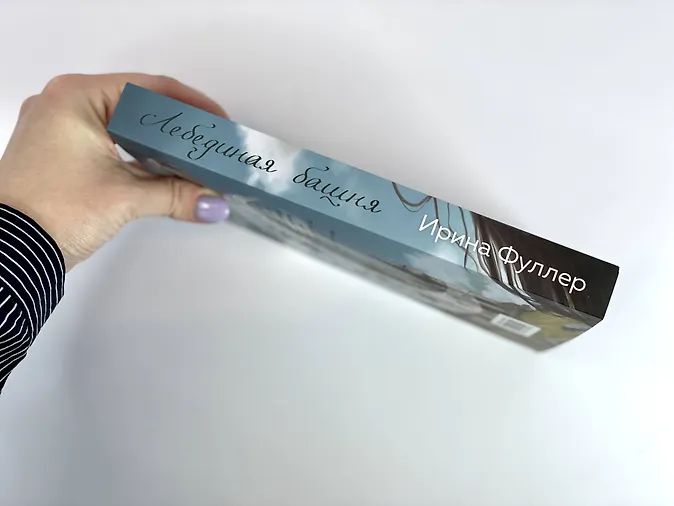 Лебединая башня
Ирина Фуллер